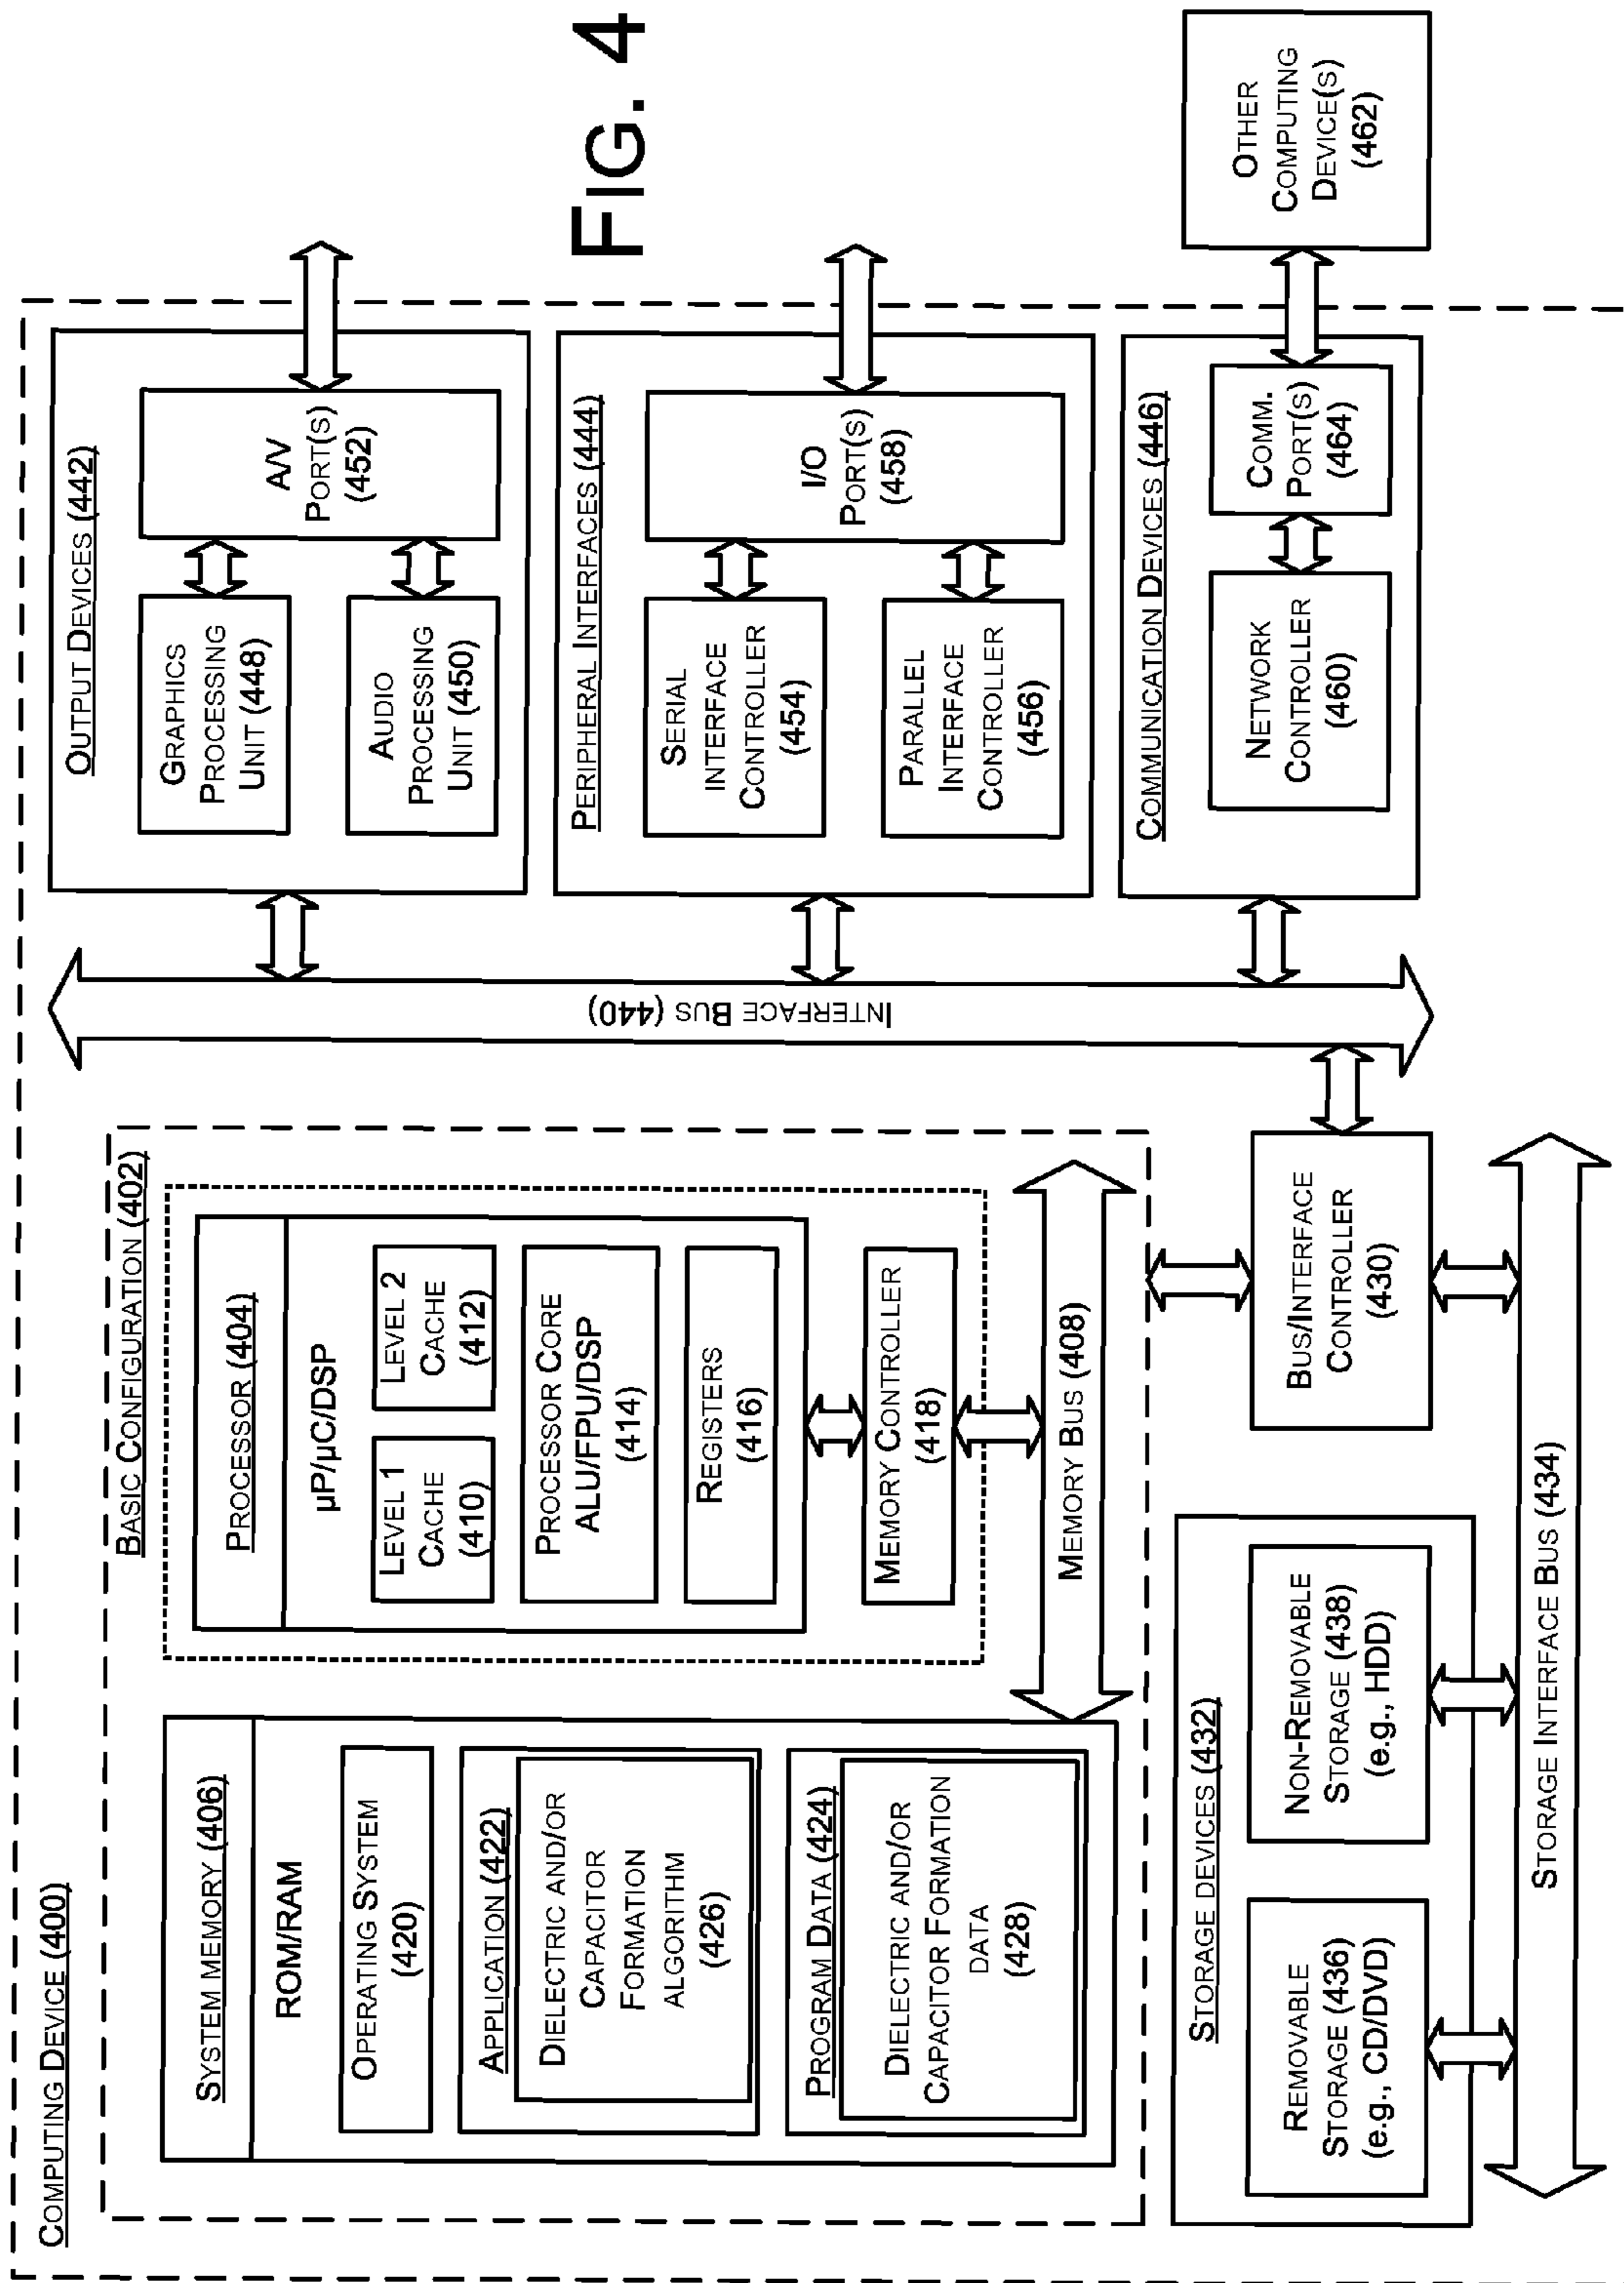 COMPUTING DEVICE (400)
BASIC CONFIGURATION (402)
SYSTEM MEMORY (406)
ROM/RAM
OPERATING SYSTEM
(420)
APPLICATION (422)
DIELECTRIC AND/OR
CAPACITOR
FORMATION
ALGORITHM
(426)
PROGRAM DATA (424)
DIELECTRIC AND/OR
CAPACITOR FORMATION
DATA
(428)
PROCESSOR (404)
µP/µC/DSP
LEVEL 1
CACHE
(410)
LEVEL 2
CACHE
(412)
PROCESSOR CORE
ALU/FPU/DSP
(414)
REGISTERS
(416)
MEMORY CONTROLLER
(418)
MEMORY BUS (408)
BUS/INTERFACE
CONTROLLER
(430)
STORAGE DEVICES (432)
REMOVABLE
STORAGE (436)
(e.g., CD/DVD)
NON-REMOVABLE
STORAGE (438)
(e.g., HDD)
STORAGE INTERFACE BUS (434)
INTERFACE BUS (440)
OUTPUT DEVICES (442)
GRAPHICS
PROCESSING
UNIT (448)
AUDIO
PROCESSING
UNIT (450)
A/V
PORT(S)
(452)
PERIPHERAL INTERFACES (444)
SERIAL
INTERFACE
CONTROLLER
(454)
PARALLEL
INTERFACE
CONTROLLER
(456)
I/O
PORT(S)
(458)
COMMUNICATION DEVICES (446)
NETWORK
CONTROLLER
(460)
COMM.
PORT(S)
(464)
OTHER
COMPUTING
DEVICE(S)
(462)
FIG. 4